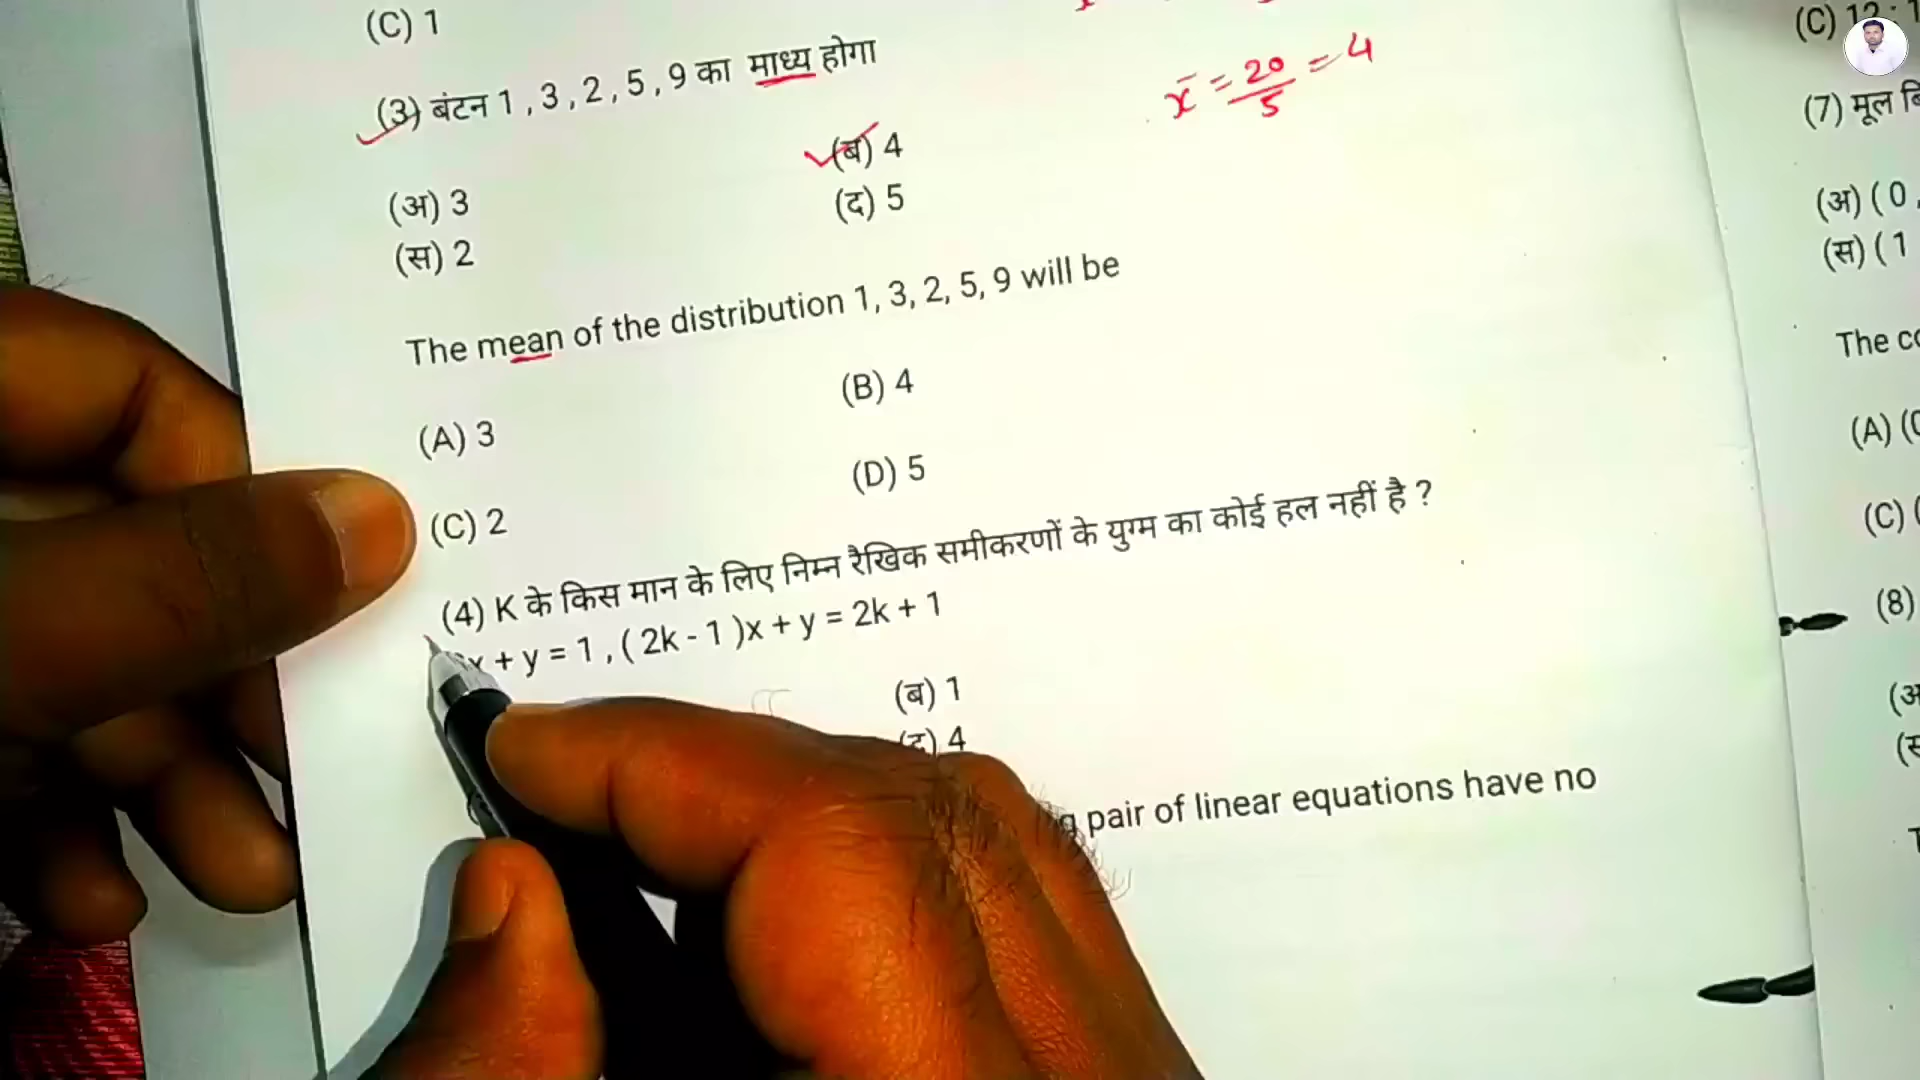 (C) 1
(3) बंटन 1 , 3 , 2 , 5 , 9 का माध्य होगा
x̄ = 20/5 = 4
(अ) 3
(ब) 4
(स) 2
(द) 5
The mean of the distribution 1, 3, 2, 5, 9 will be
(A) 3
(B) 4
(C) 2
(D) 5
(4) K के किस मान के लिए निम्न रैखिक समीकरणों के युग्म का कोई हल नहीं है ?
x + y = 1 , ( 2k - 1 )x + y = 2k + 1
(ब) 1
(द) 4
pair of linear equations have no
(C) 12 : 1
(7) मूल
(अ) ( 0 ,
(स) ( 1
The
(A) (0
(C) (
(8)
(अ
(स